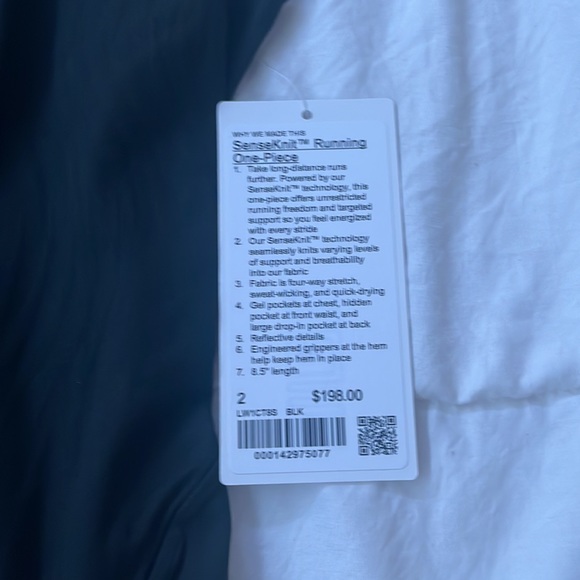 WHY WE MADE THIS
SenseKnit™ Running
One-Piece
1. Take long-distance runs
further. Powered by our
SenseKnit™ technology, this
one-piece offers unrestricted
running freedom and targeted
support so you feel energized
with every stride
2. Our SenseKnit™ technology
seamlessly knits varying levels
of support and breathability
into our fabric
3. Fabric is four-way stretch,
sweat-wicking, and quick-drying
4. Gel pockets at chest, hidden
pocket at front waist, and
large drop-in pocket at back
5. Reflective details
6. Engineered grippers at the hem
help keep hem in place
7. 8.5" length
2 $198.00
LW1CT8S BLK
000142975077